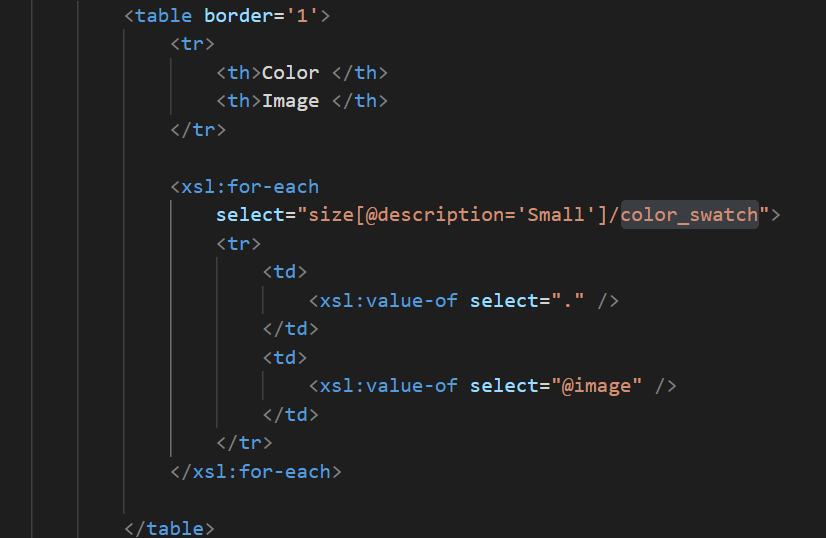 <table border='1'>
<tr>
<th>Color </th>
<th>Image </th>
</tr>
<xsl:for-each
select="size[@description='Small']/color_swatch">
<tr>
<td>
<xsl:value-of select="." />
</td>
<td>
<xsl:value-of select="@image" />
</td>
</tr>
</xsl:for-each>
</table>